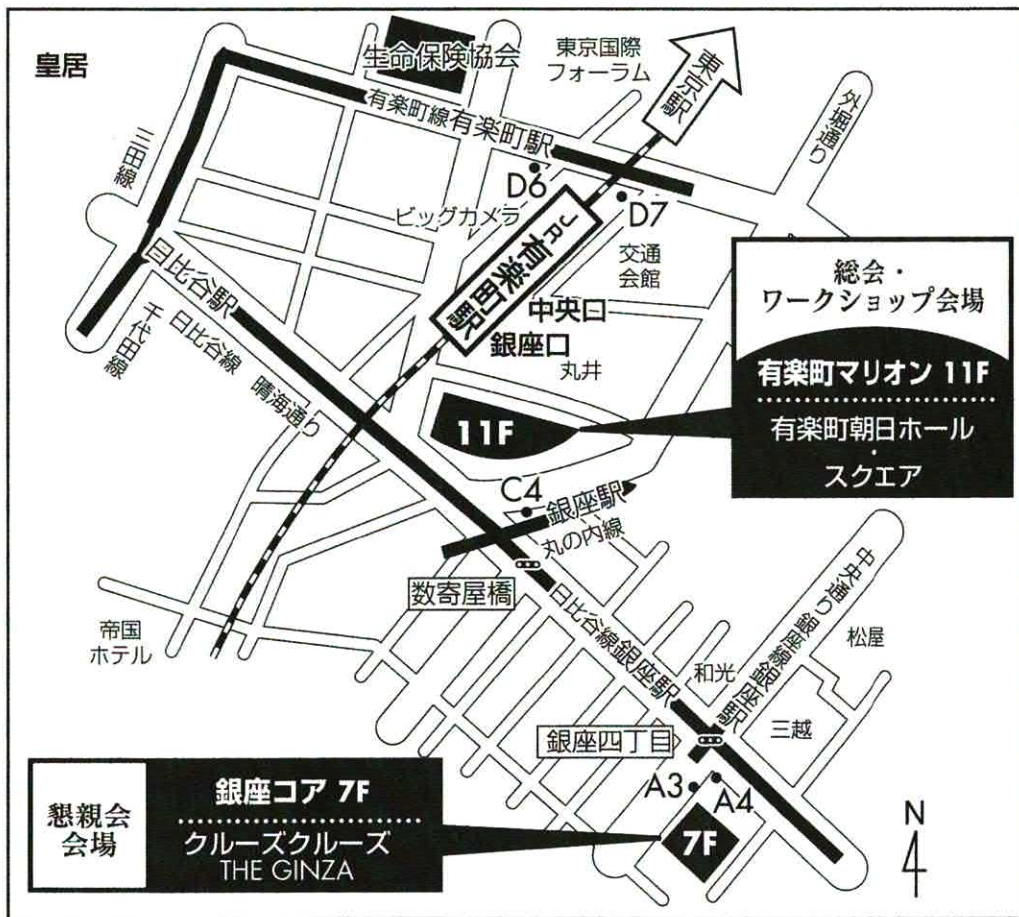 皇居
生命保険協会
東京国際
フォーラム
東京駅
外堀通り
有楽町線有楽町駅
三田線
D6
D7
ビッグカメラ
JR有楽町駅
交通
会館
中央口
銀座口
丸井
日比谷駅
日比谷線
晴海通り
千代田線
総会・
ワークショップ会場
有楽町マリオン 11F
有楽町朝日ホール
・
スクエア
11F
C4
銀座駅
丸の内線
数寄屋橋
帝国
ホテル
日比谷線銀座駅
中央通り
銀座線銀座駅
松屋
和光
三越
銀座四丁目
A3
A4
7F
懇親会
会場
銀座コア 7F
クルーズクルーズ
THE GINZA
N